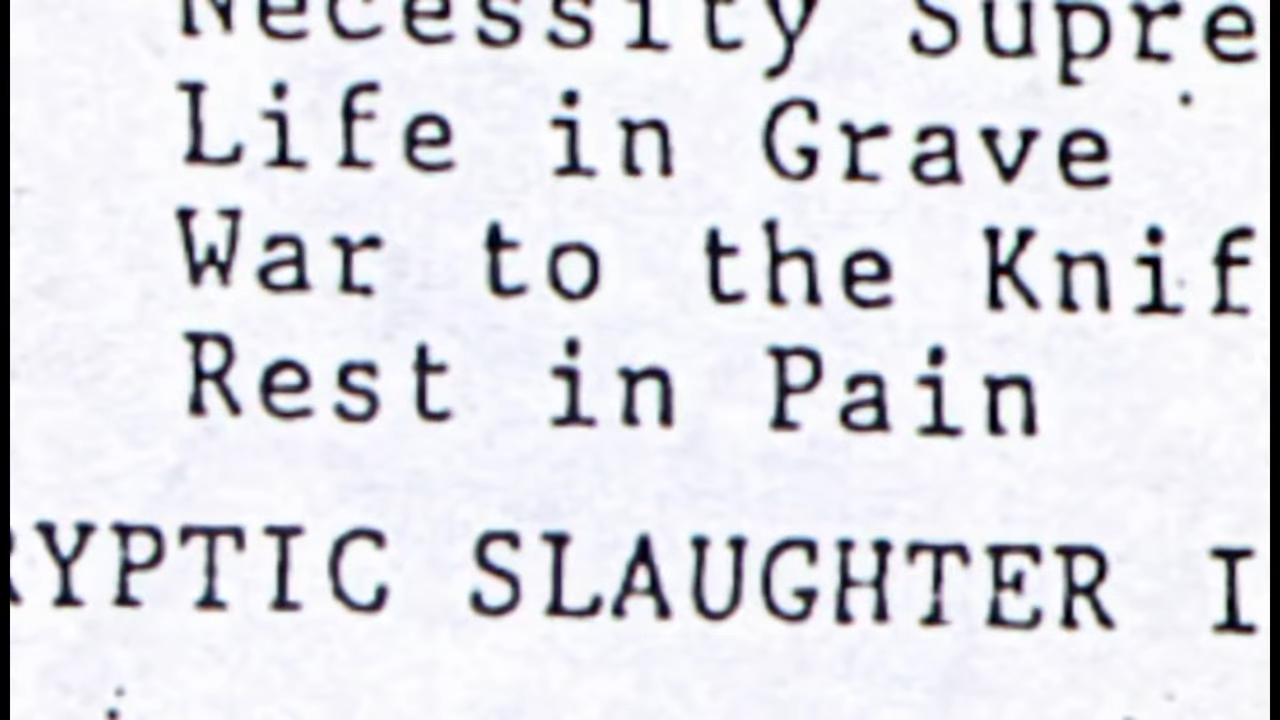 Necessity Supre
Life in Grave
War to the Knif
Rest in Pain
RYPTIC SLAUGHTER I